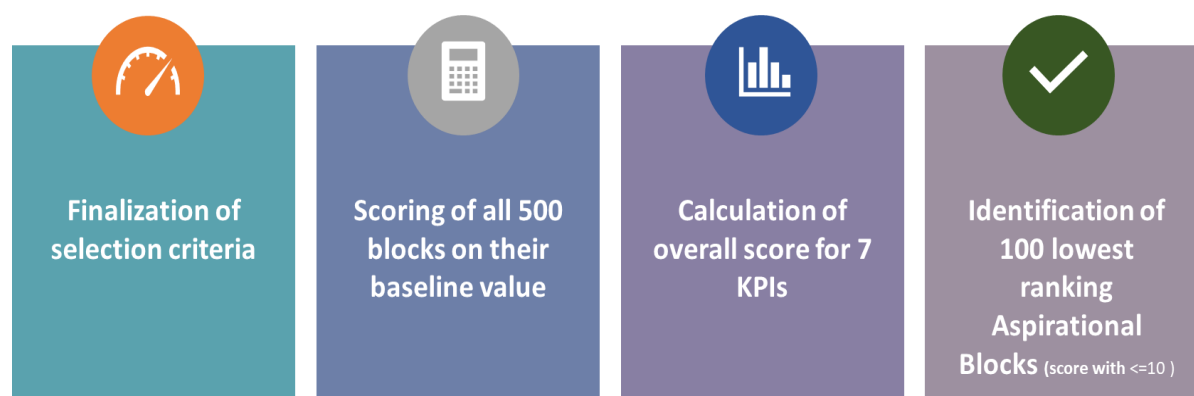 Finalization of
selection criteria
Scoring of all 500
blocks on their
baseline value
Calculation of
overall score for 7
KPIs
Identification of
100 lowest
ranking
Aspirational
Blocks (score with <=10 )